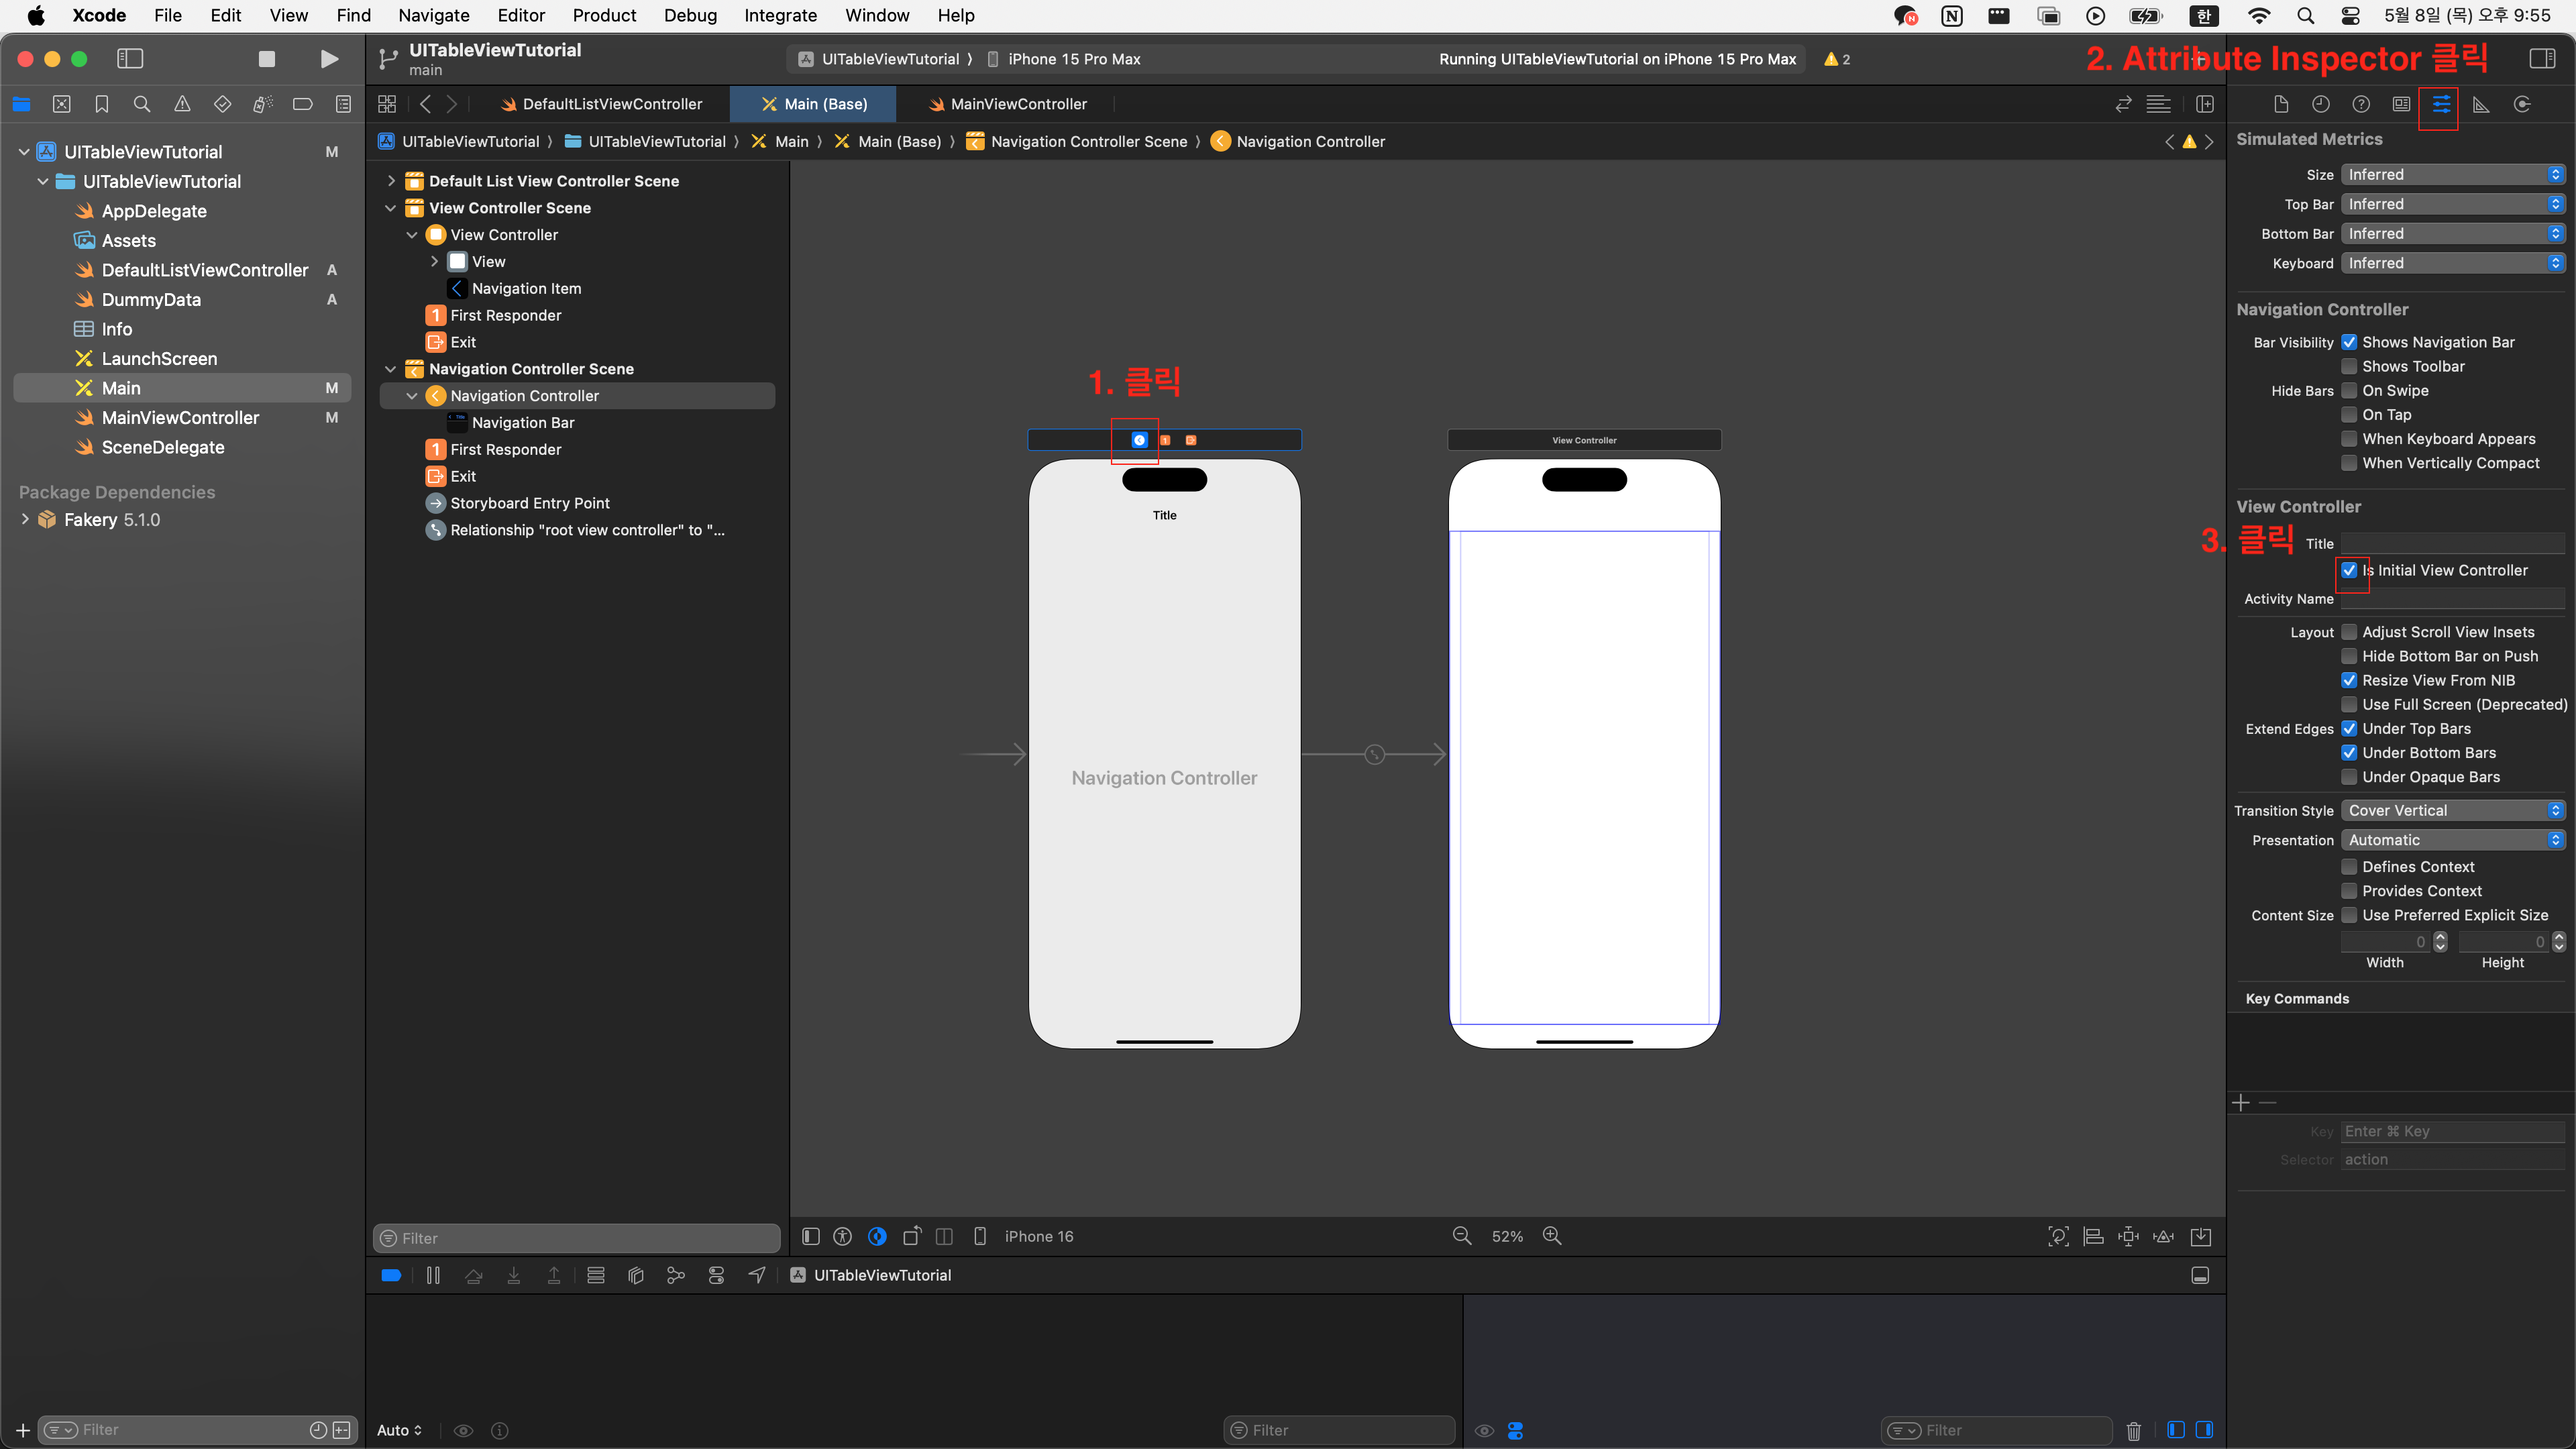 Xcode File Edit View Find Navigate Editor Product Debug Integrate Window Help 한 5월 8일 (목) 오후 9:55
UITableViewTutorial
main
UITableViewTutorial 〉 iPhone 15 Pro Max
Running UITableViewTutorial on iPhone 15 Pro Max
2
2. Attribute Inspector 클릭
DefaultListViewController
Main (Base)
MainViewController
UITableViewTutorial 〉 UITableViewTutorial 〉 Main 〉 Main (Base) 〉 Navigation Controller Scene 〉 Navigation Controller
UITableViewTutorial M
UITableViewTutorial
AppDelegate
Assets
DefaultListViewController A
DummyData A
Info
LaunchScreen
Main M
MainViewController M
SceneDelegate
Package Dependencies
Fakery 5.1.0
Filter
Default List View Controller Scene
View Controller Scene
View Controller
View
Navigation Item
First Responder
Exit
Navigation Controller Scene
Navigation Controller
Navigation Bar
First Responder
Exit
Storyboard Entry Point
Relationship "root view controller" to "...
Filter
1. 클릭
View Controller
Title
Navigation Controller
iPhone 16
52%
UITableViewTutorial
Auto
Filter
Filter
Simulated Metrics
Size Inferred
Top Bar Inferred
Bottom Bar Inferred
Keyboard Inferred
Navigation Controller
Bar Visibility Shows Navigation Bar
Shows Toolbar
Hide Bars On Swipe
On Tap
When Keyboard Appears
When Vertically Compact
View Controller
3. 클릭
Title
Is Initial View Controller
Activity Name
Layout Adjust Scroll View Insets
Hide Bottom Bar on Push
Resize View From NIB
Use Full Screen (Deprecated)
Extend Edges Under Top Bars
Under Bottom Bars
Under Opaque Bars
Transition Style Cover Vertical
Presentation Automatic
Defines Context
Provides Context
Content Size Use Preferred Explicit Size
0 0
Width Height
Key Commands
Key Enter ⌘ Key
Selector action